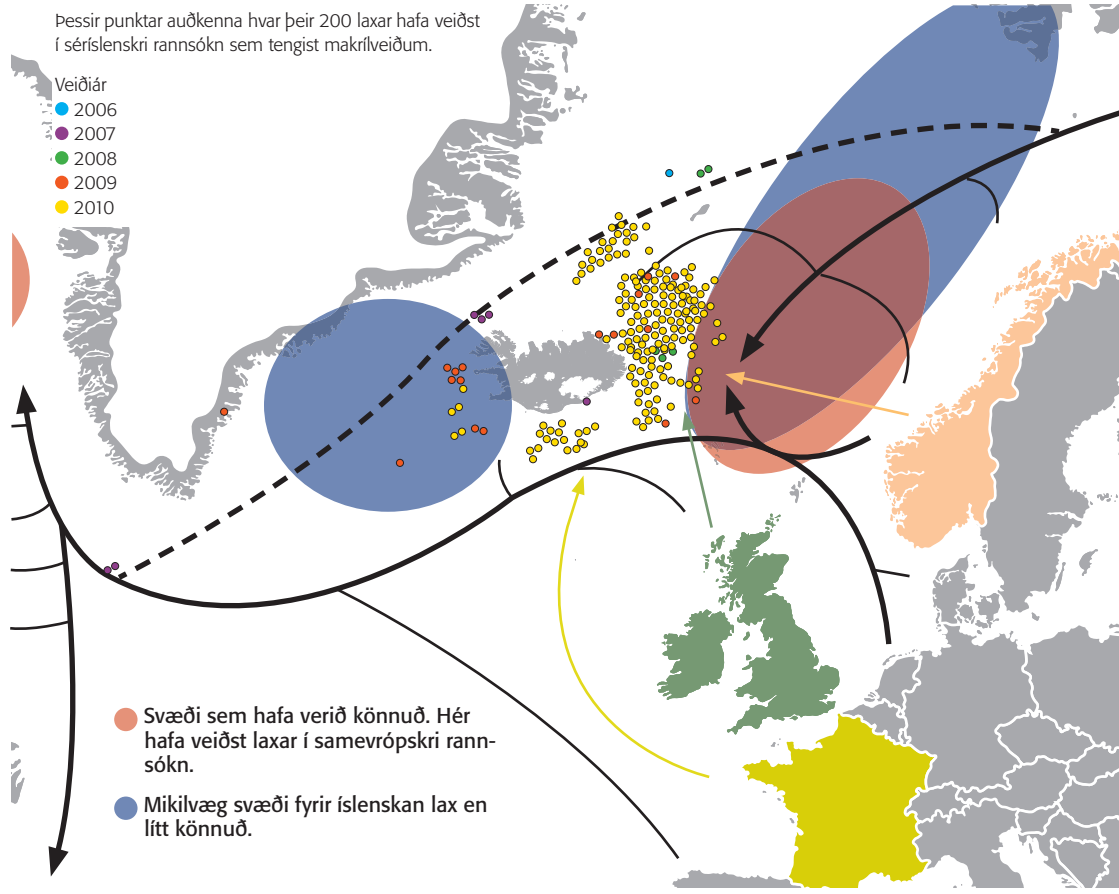 Þessir punktar auðkenna hvar þeir 200 laxar hafa veiðst
í séríslenskri rannsókn sem tengist makrílveiðum.
Veiðiár
2006
2007
2008
2009
2010
Svæði sem hafa verið könnuð. Hér
hafa veiðst laxar í samevrópskri rann-
sókn.
Mikilvæg svæði fyrir íslenskan lax en
lítt könnuð.